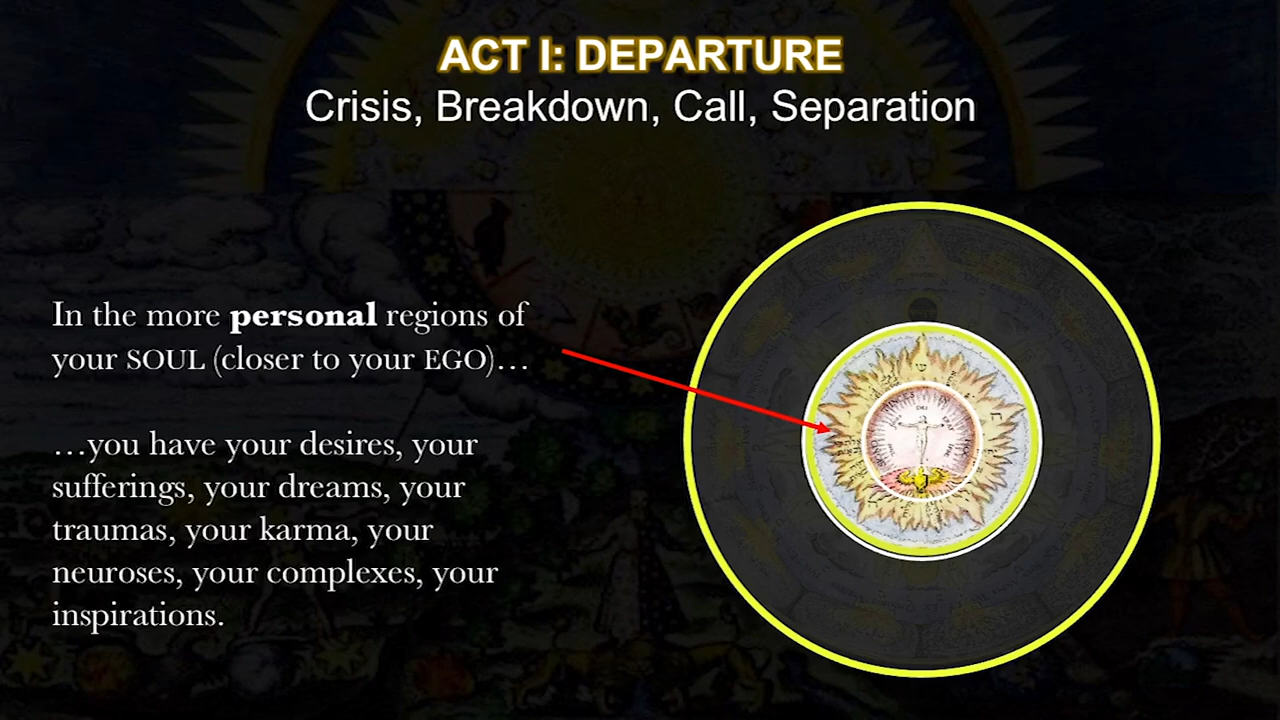 ACT I: DEPARTURE
Crisis, Breakdown, Call, Separation
In the more personal regions of
your SOUL (closer to your EGO)…
…you have your desires, your
sufferings, your dreams, your
traumas, your karma, your
neuroses, your complexes, your
inspirations.